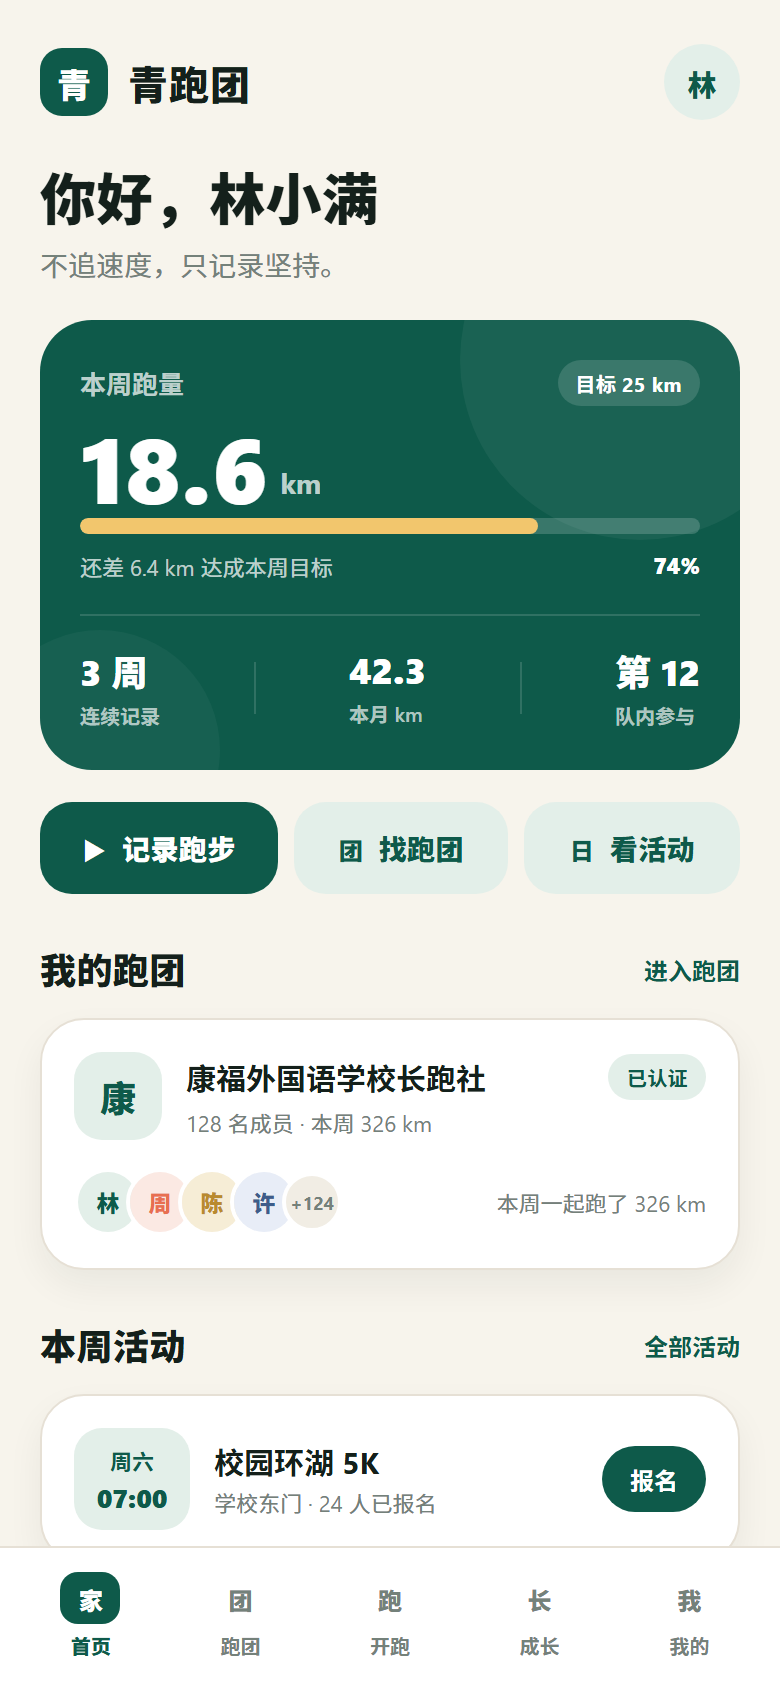 青 青跑团 林
你好，林小满
不追速度，只记录坚持。
本周跑量 目标 25 km
18.6 km
还差 6.4 km 达成本周目标 74%
3 周 42.3 第 12
连续记录 本月 km 队内参与
▶ 记录跑步 团 找跑团 日 看活动
我的跑团 进入跑团
康 康福外国语学校长跑社 已认证
128 名成员 · 本周 326 km
林 周 陈 许 +124 本周一起跑了 326 km
本周活动 全部活动
周六 校园环湖 5K 报名
07:00 学校东门 · 24 人已报名
家 团 跑 长 我
首页 跑团 开跑 成长 我的